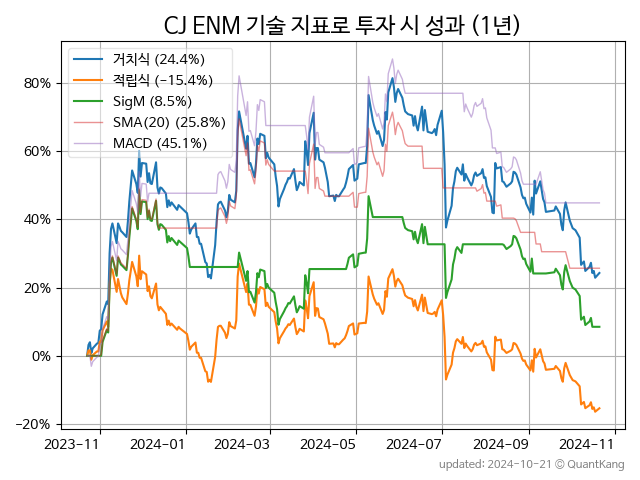 CJ ENM 기술 지표로 투자 시 성과 (1년)
거치식 (24.4%)
적립식 (−15.4%)
SigM (8.5%)
SMA(20) (25.8%)
MACD (45.1%)
80%
60%
40%
20%
0%
−20%
2023-11
2024-01
2024-03
2024-05
2024-07
2024-09
2024-11
updated: 2024-10-21 © QuantKang